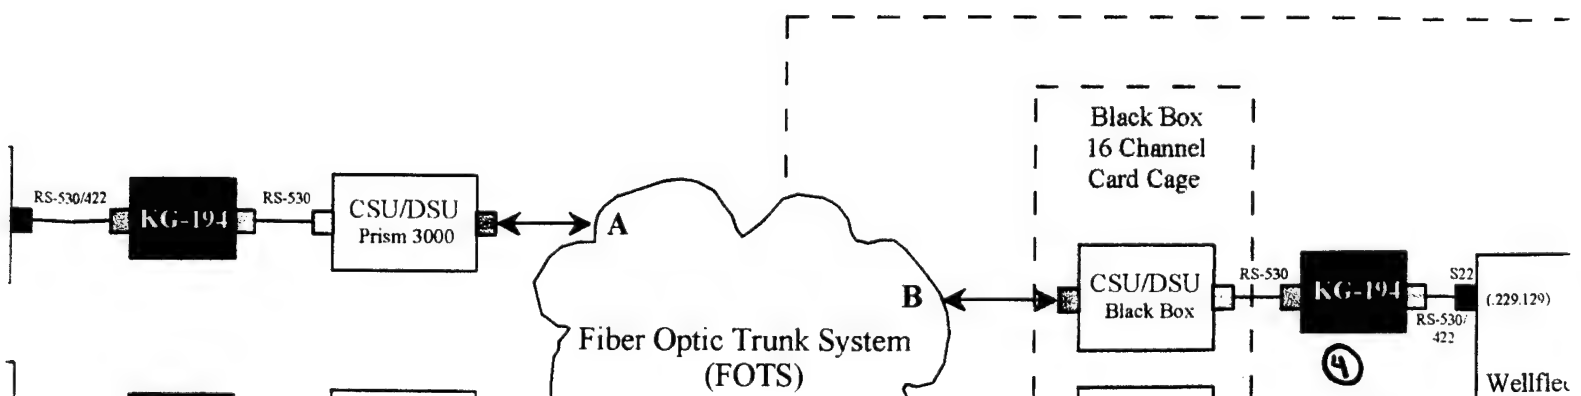 Black Box
16 Channel
Card Cage
RS-530/422
KG-194
RS-530
CSU/DSU
Prism 3000
A
B
CSU/DSU
Black Box
RS-530
KG-194
S22
RS-530/
422
(.229.129)
4
Fiber Optic Trunk System
(FOTS)